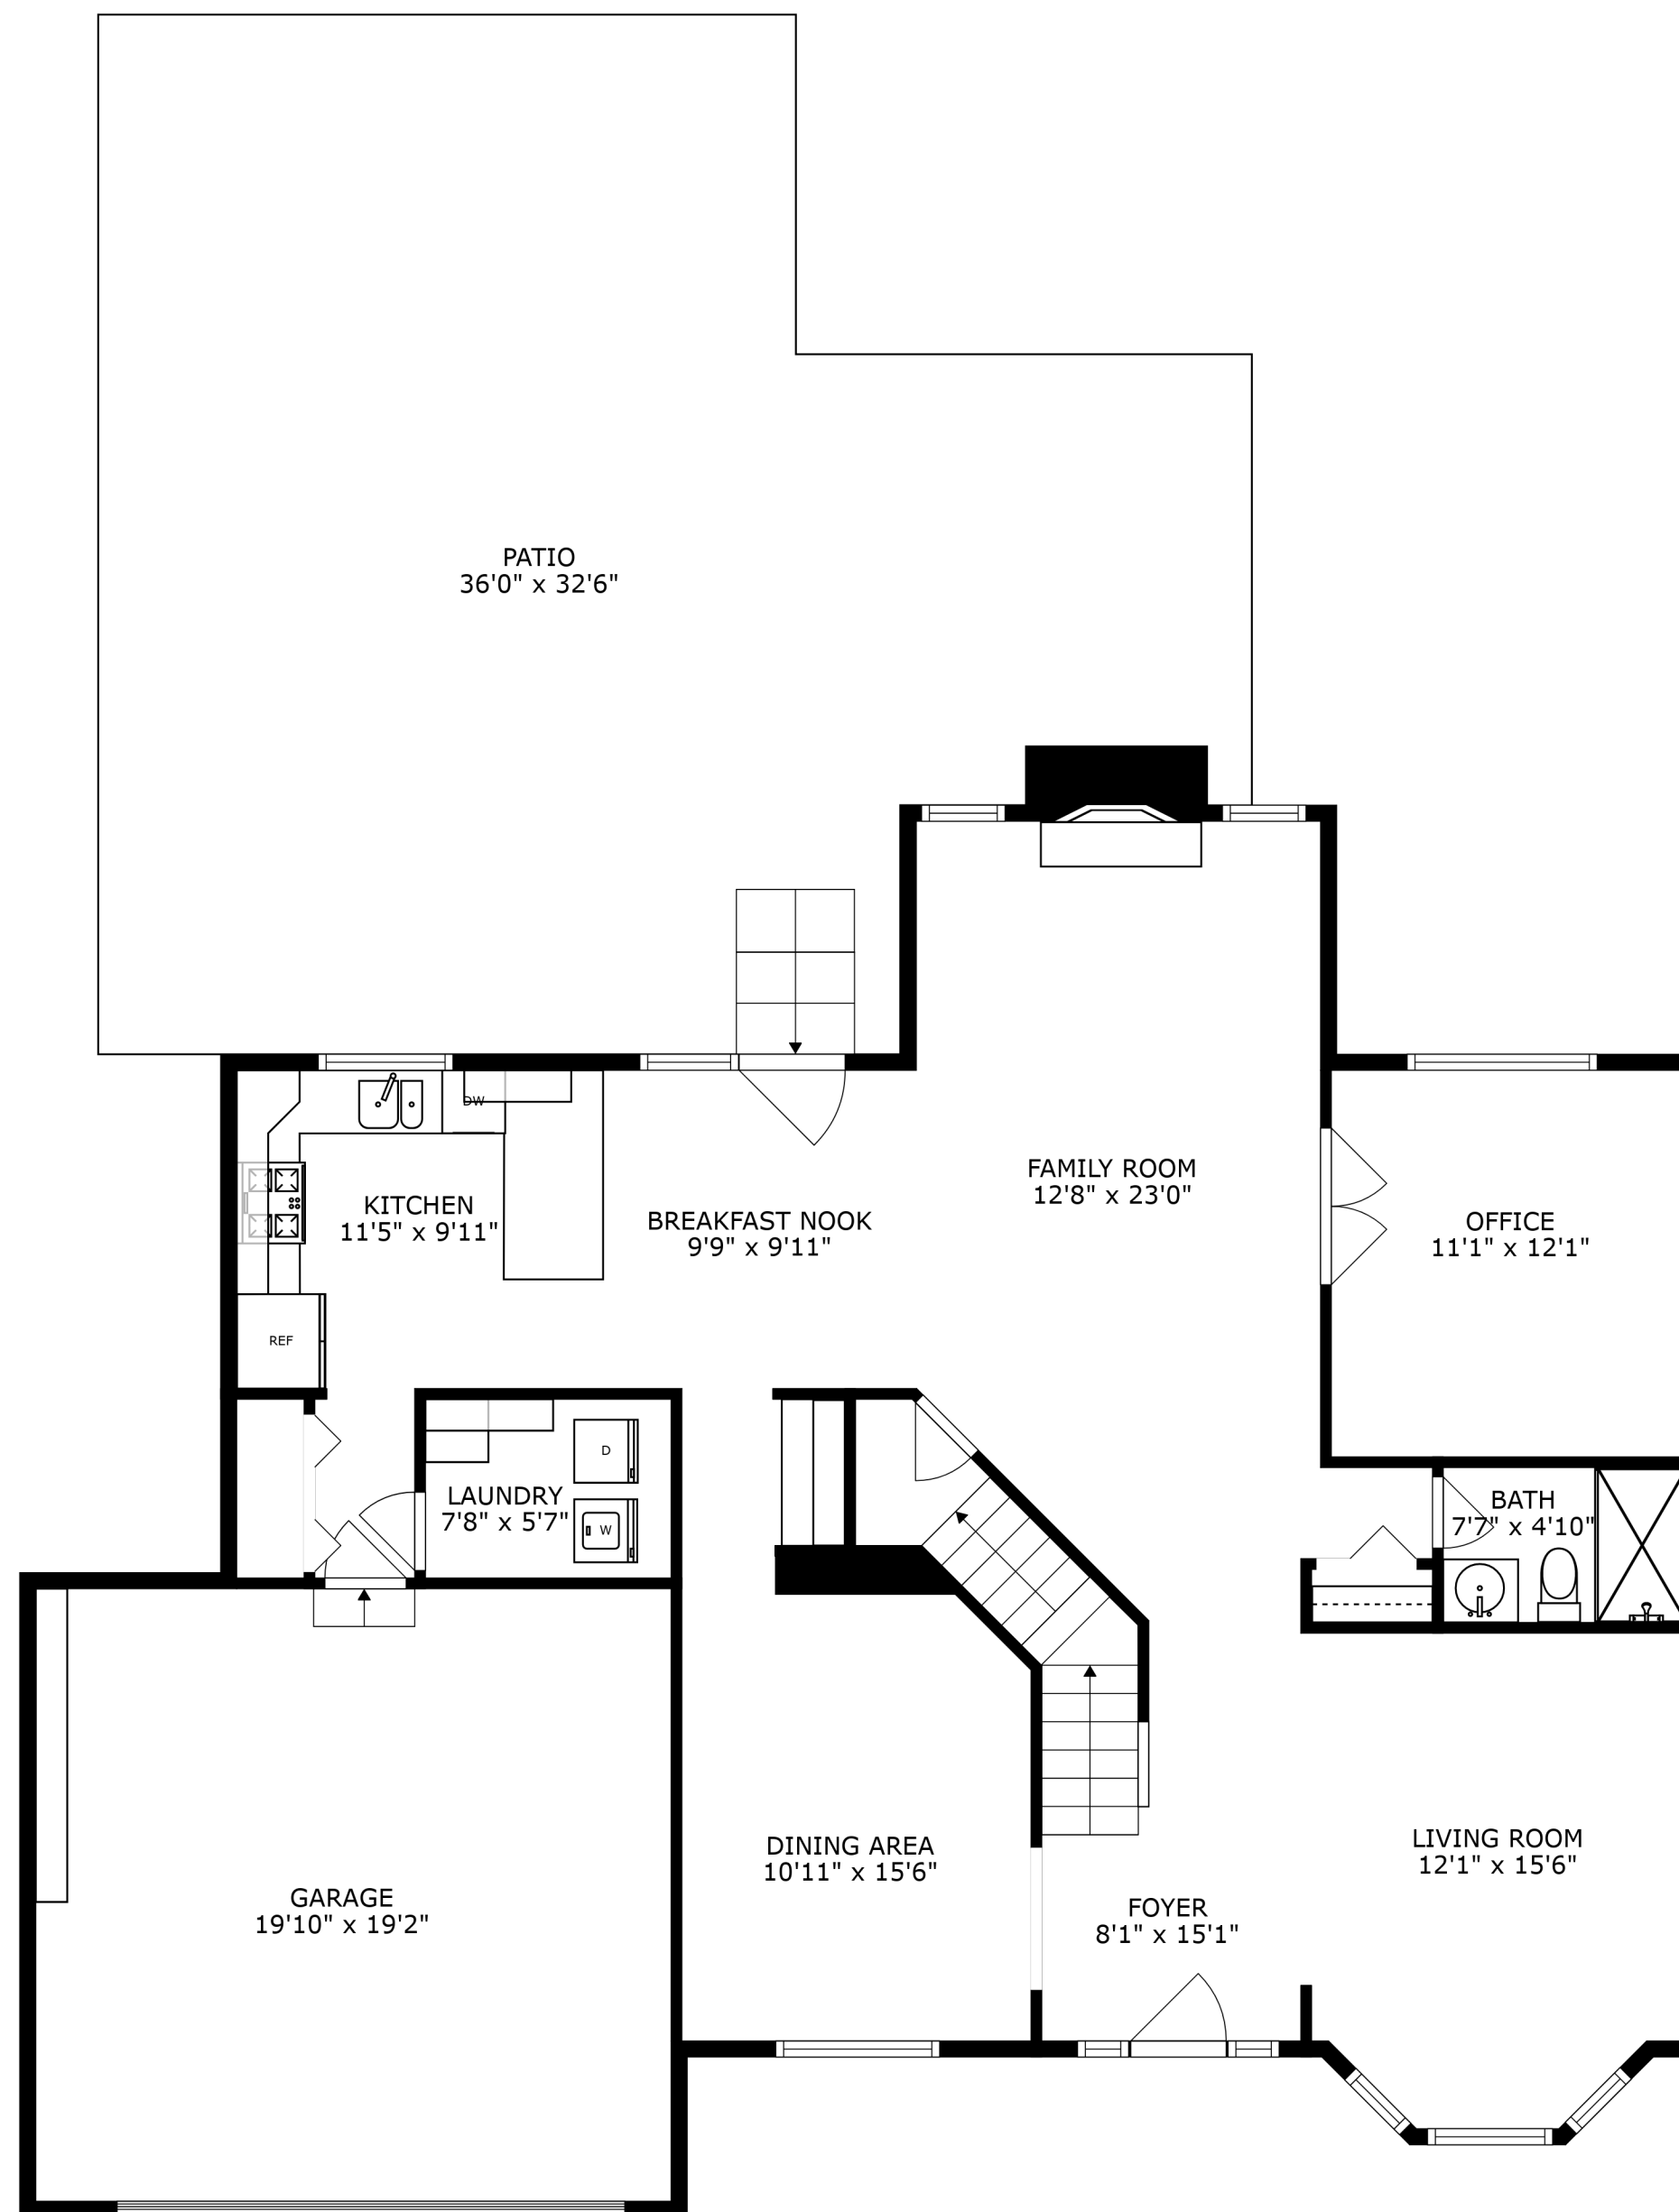 PATIO
36'0" x 32'6"
DW
KITCHEN
11'5" x 9'11"
BREAKFAST NOOK
9'9" x 9'11"
FAMILY ROOM
12'8" x 23'0"
OFFICE
11'1" x 12'1"
REF
D
LAUNDRY
7'8" x 5'7"
W
BATH
7'7" x 4'10"
DINING AREA
10'11" x 15'6"
LIVING ROOM
12'1" x 15'6"
GARAGE
19'10" x 19'2"
FOYER
8'1" x 15'1"